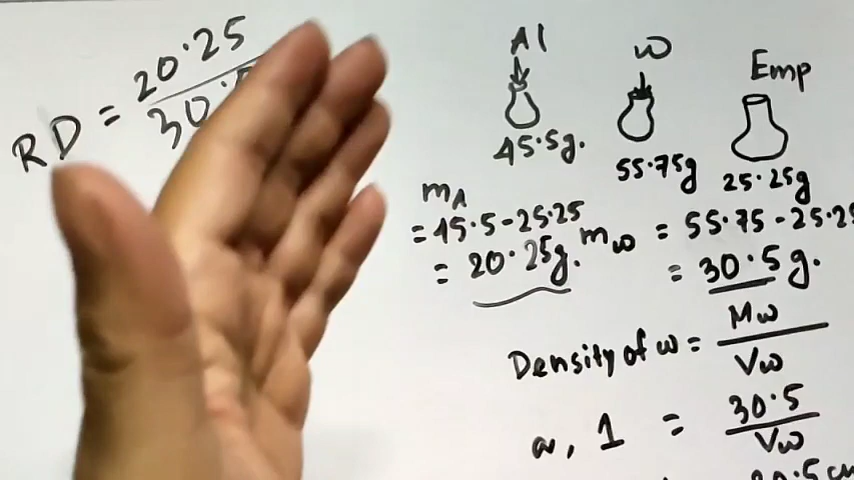 RD = 20.25
30.5
Al
45.5g.
w
55.75g
Emp
25.25g
mA
= 45.5-25.25
= 20.25g.
mw = 55.75-25.25
= 30.5g.
Density of w = Mw
Vw
1 = 30.5
Vw